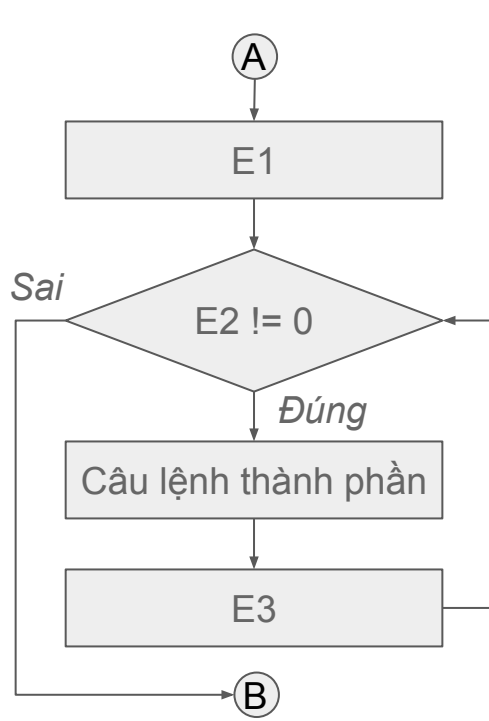 A
E1
Sai
E2 != 0
Đúng
Câu lệnh thành phần
E3
B